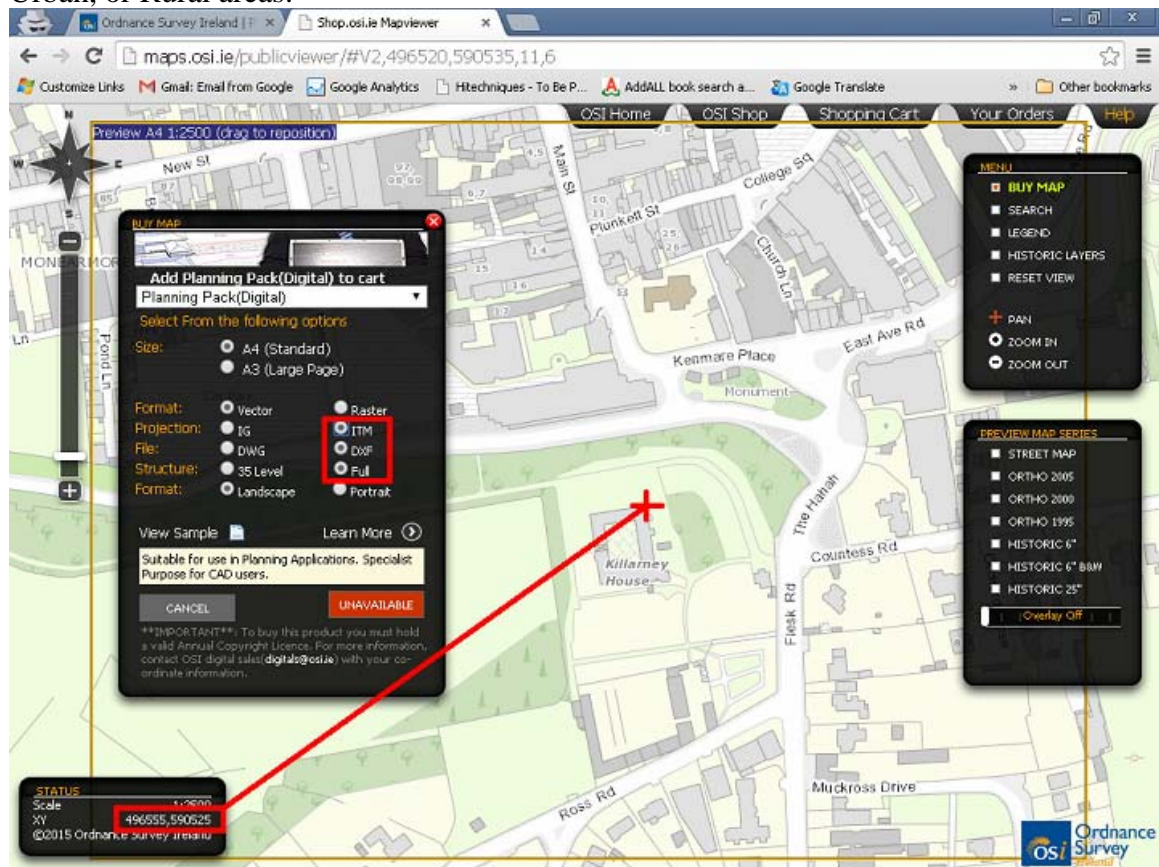 Urban, or Rural areas.
Ordnance Survey Ireland | P
Shop.osi.ie Mapviewer
maps.osi.ie/publicviewer/#V2,496520,590535,11,6
Customize Links
Gmail: Email from Google
Google Analytics
Hitechniques - To Be P...
AddALL book search a...
Google Translate
»
Other bookmarks
OSI Home
OSI Shop
Shopping Cart
Your Orders
Help
Preview A4 1:2500 (drag to reposition)
N
W
E
S
New St
Main St
College Sq
Plunkett St
Church Ln
East Ave Rd
Kenmare Place
Monument
Pond Ln
Ln
The Hahah
Countess Rd
Killarney
House
Flesk Rd
Muckross Drive
Ross Rd
BUY MAP
Add Planning Pack(Digital) to cart
Planning Pack(Digital)
Select From the following options
Size:
A4 (Standard)
A3 (Large Page)
Format: Vector Raster
Projection: IG ITM
File: DWG DXF
Structure: 35 Level Full
Format: Landscape Portrait
View Sample
Learn More
Suitable for use in Planning Applications. Specialist
Purpose for CAD users.
CANCEL
UNAVAILABLE
**IMPORTANT**: To buy this product you must hold
a valid Annual Copyright Licence. For more information,
contact OSI digital sales(digitals@osi.ie) with your co-
ordinate information.
MENU
BUY MAP
SEARCH
LEGEND
HISTORIC LAYERS
RESET VIEW
PAN
ZOOM IN
ZOOM OUT
PREVIEW MAP SERIES
STREET MAP
ORTHO 2005
ORTHO 2000
ORTHO 1995
HISTORIC 6"
HISTORIC 6" B&W
HISTORIC 25"
Overlay Off
STATUS
Scale 1:2500
XY 496555,590525
©2015 Ordnance Survey Ireland
osi
Ordnance
Survey
Ireland